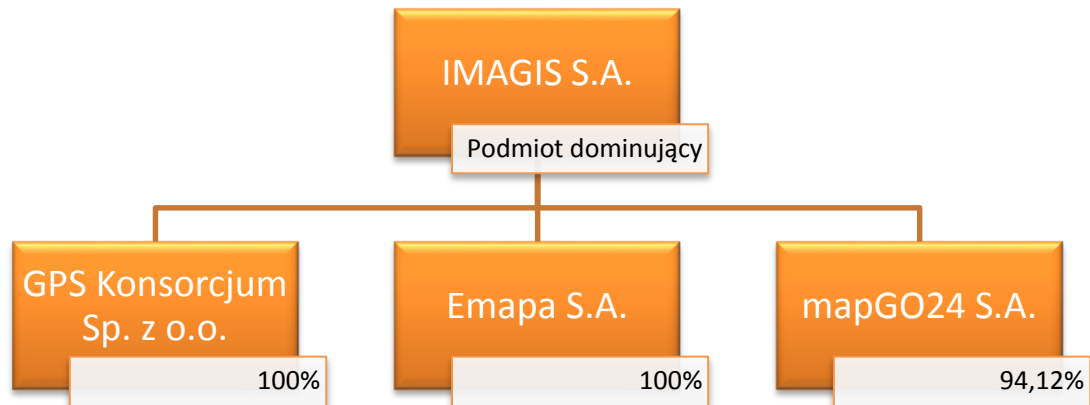 IMAGIS S.A.
Podmiot dominujący
GPS Konsorcjum
Sp. z o.o.
100%
Emapa S.A.
100%
mapGO24 S.A.
94,12%